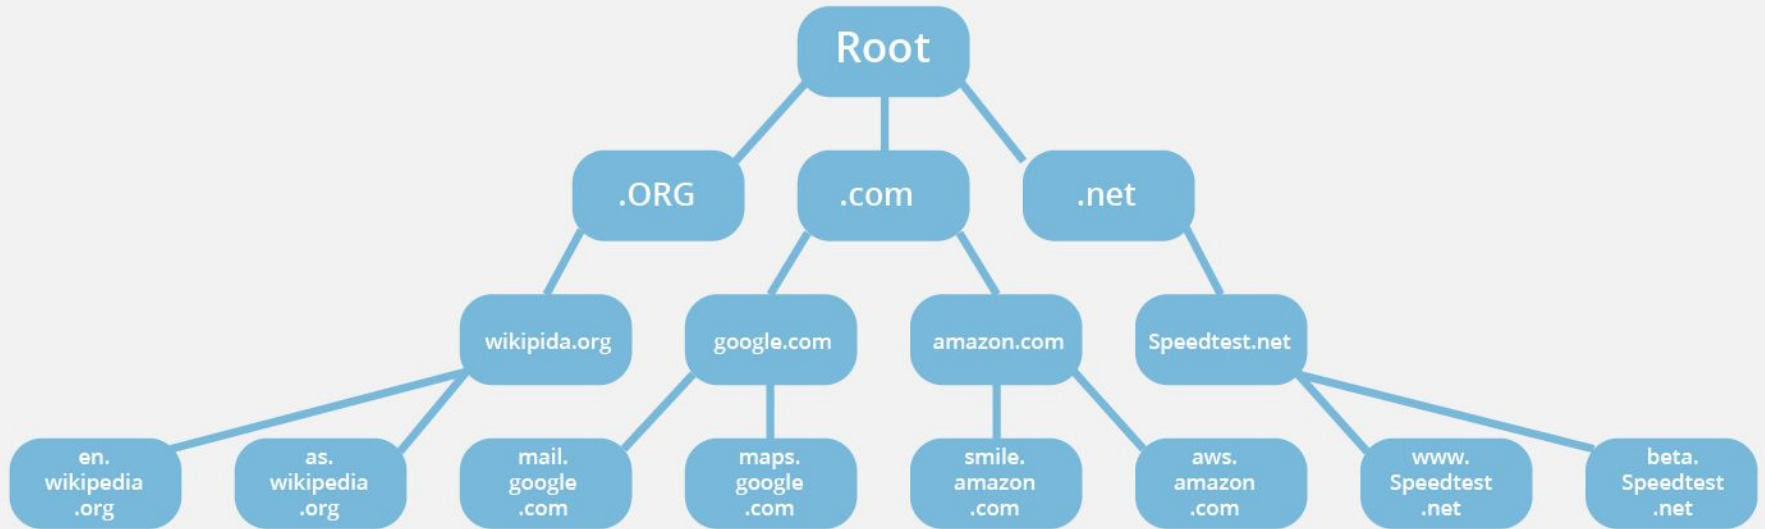 Root
.ORG
.com
.net
wikipida.org
google.com
amazon.com
Speedtest.net
en.
wikipedia
.org
as.
wikipedia
.org
mail.
google
.com
maps.
google
.com
smile.
amazon
.com
aws.
amazon
.com
www.
Speedtest
.net
beta.
Speedtest
.net